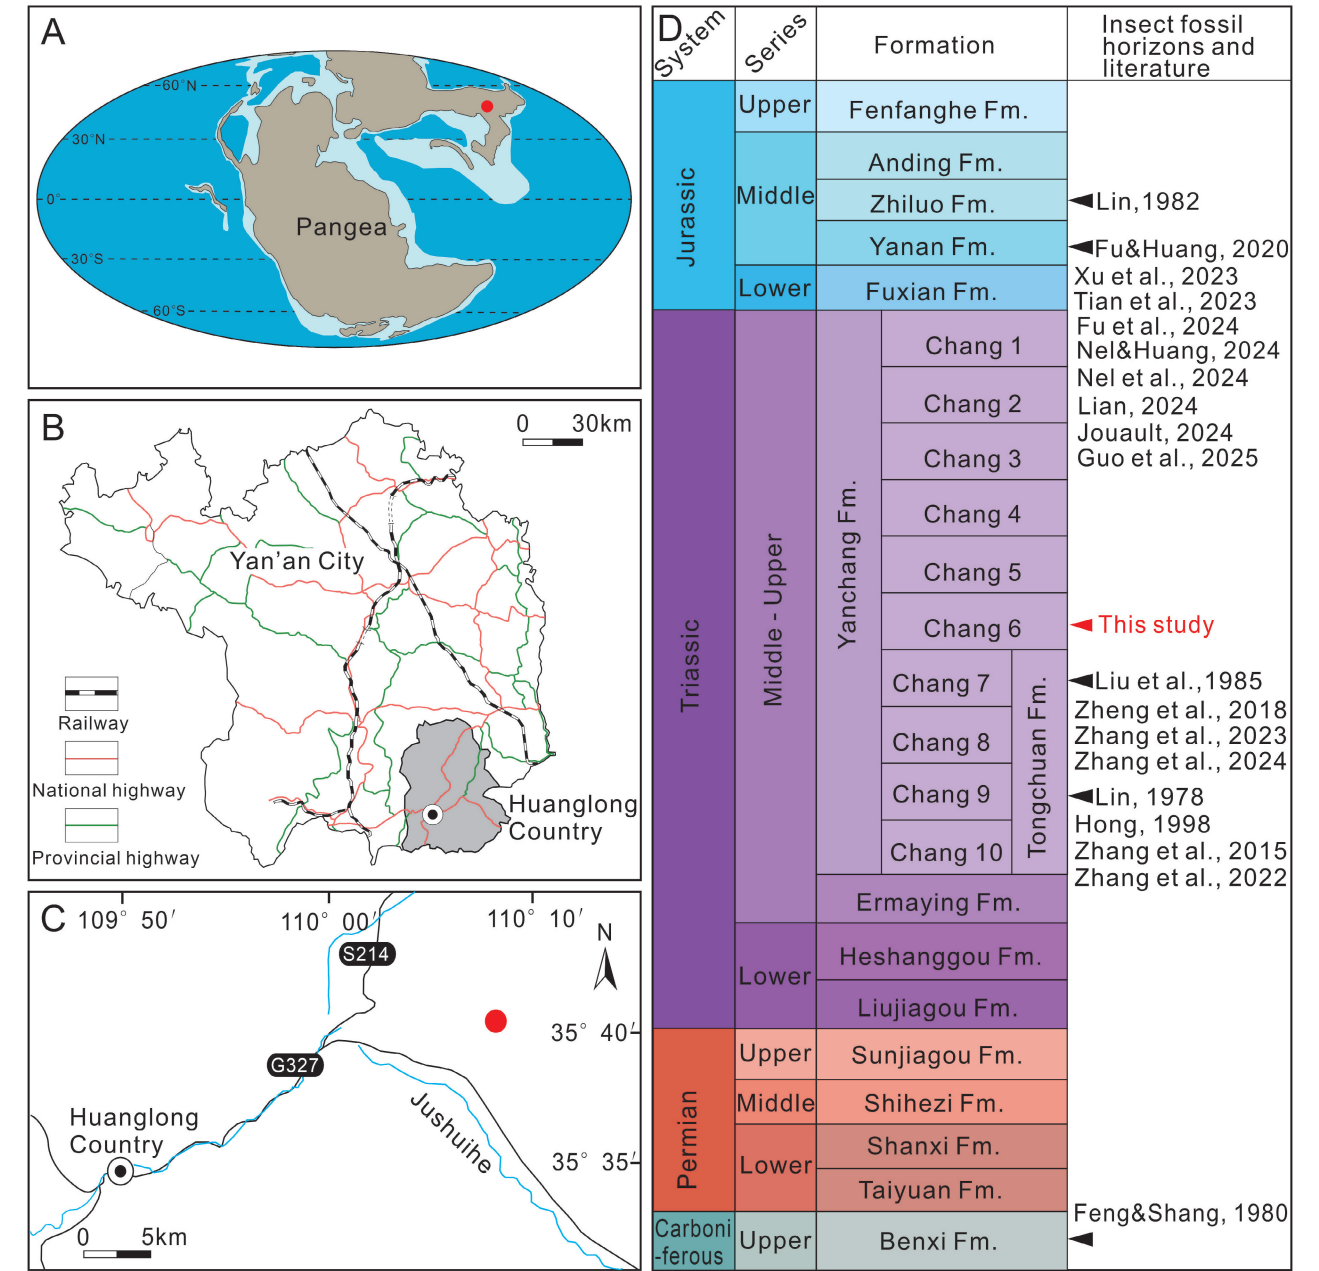 A
60°N
30°N
0°
30°S
60°S
Pangea
B
0 30km
Yan'an City
Railway
National highway
Provincial highway
Huanglong
Country
C
109° 50′
110° 00′
110° 10′
S214
N
35° 40′
G327
Huanglong
Country
Jushuihe
35° 35′
0 5km
D
System
Series
Formation
Insect fossil
horizons and
literature
Jurassic
Upper
Fenfanghe Fm.
Middle
Anding Fm.
Zhiluo Fm.
Lin,1982
Yanan Fm.
Fu&Huang, 2020
Xu et al., 2023
Tian et al., 2023
Fu et al., 2024
Nel&Huang, 2024
Nel et al., 2024
Lian, 2024
Jouault, 2024
Guo et al., 2025
Lower
Fuxian Fm.
Triassic
Middle - Upper
Yanchang Fm.
Chang 1
Chang 2
Chang 3
Chang 4
Chang 5
Chang 6
This study
Chang 7
Liu et al.,1985
Zheng et al., 2018
Zhang et al., 2023
Zhang et al., 2024
Chang 8
Chang 9
Lin, 1978
Hong, 1998
Zhang et al., 2015
Zhang et al., 2022
Chang 10
Tongchuan Fm.
Ermaying Fm.
Lower
Heshanggou Fm.
Liujiagou Fm.
Permian
Upper
Sunjiagou Fm.
Middle
Shihezi Fm.
Lower
Shanxi Fm.
Taiyuan Fm.
Carboni
-ferous
Upper
Benxi Fm.
Feng&Shang, 1980